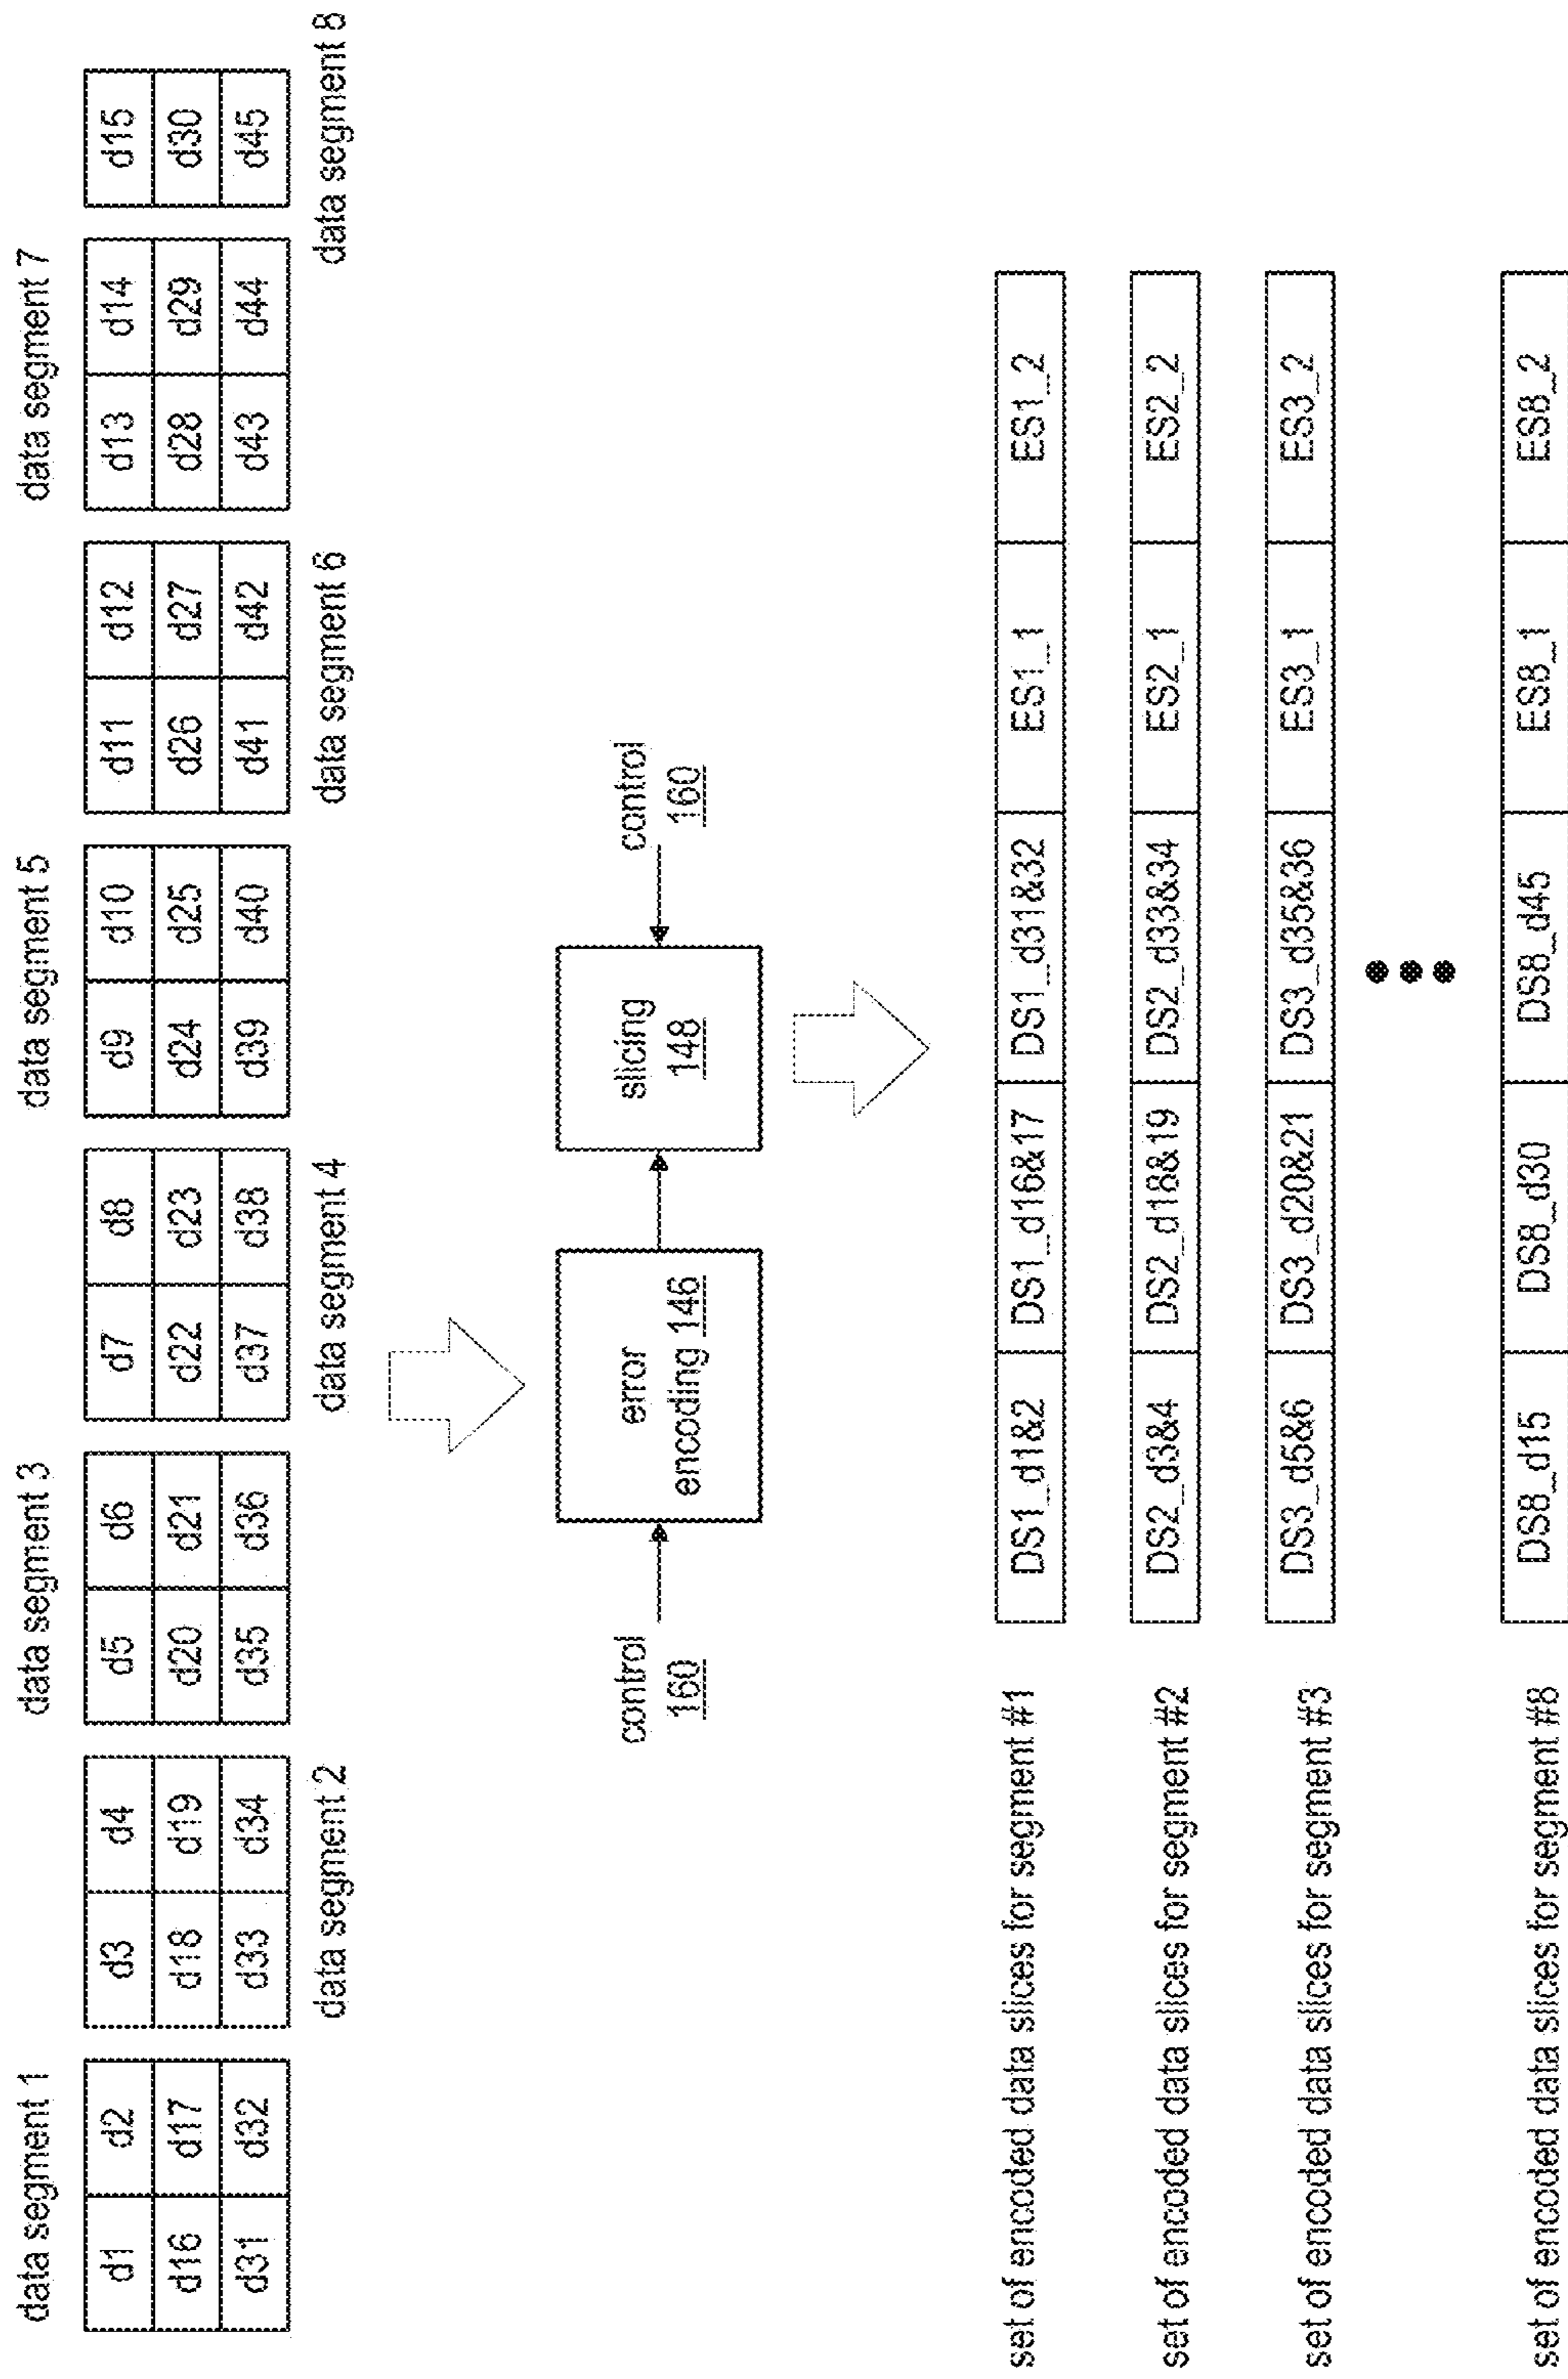 data segment 1
data segment 3
data segment 5
data segment 7
d1 d2 d3 d4 d5 d6 d7 d8 d9 d10 d11 d12 d13 d14 d15
d16 d17 d18 d19 d20 d21 d22 d23 d24 d25 d26 d27 d28 d29 d30
d31 d32 d33 d34 d35 d36 d37 d38 d39 d40 d41 d42 d43 d44 d45
data segment 2
data segment 4
data segment 6
data segment 8
control
160
error
encoding 146
slicing
148
control
160
set of encoded data slices for segment #1 DS1_d1&2 DS1_d16&17 DS1_d31&32 ES1_1 ES1_2
set of encoded data slices for segment #2 DS2_d3&4 DS2_d18&19 DS2_d33&34 ES2_1 ES2_2
set of encoded data slices for segment #3 DS3_d5&6 DS3_d20&21 DS3_d35&36 ES3_1 ES3_2
set of encoded data slices for segment #8 DS8_d15 DS8_d30 DS8_d45 ES8_1 ES8_2